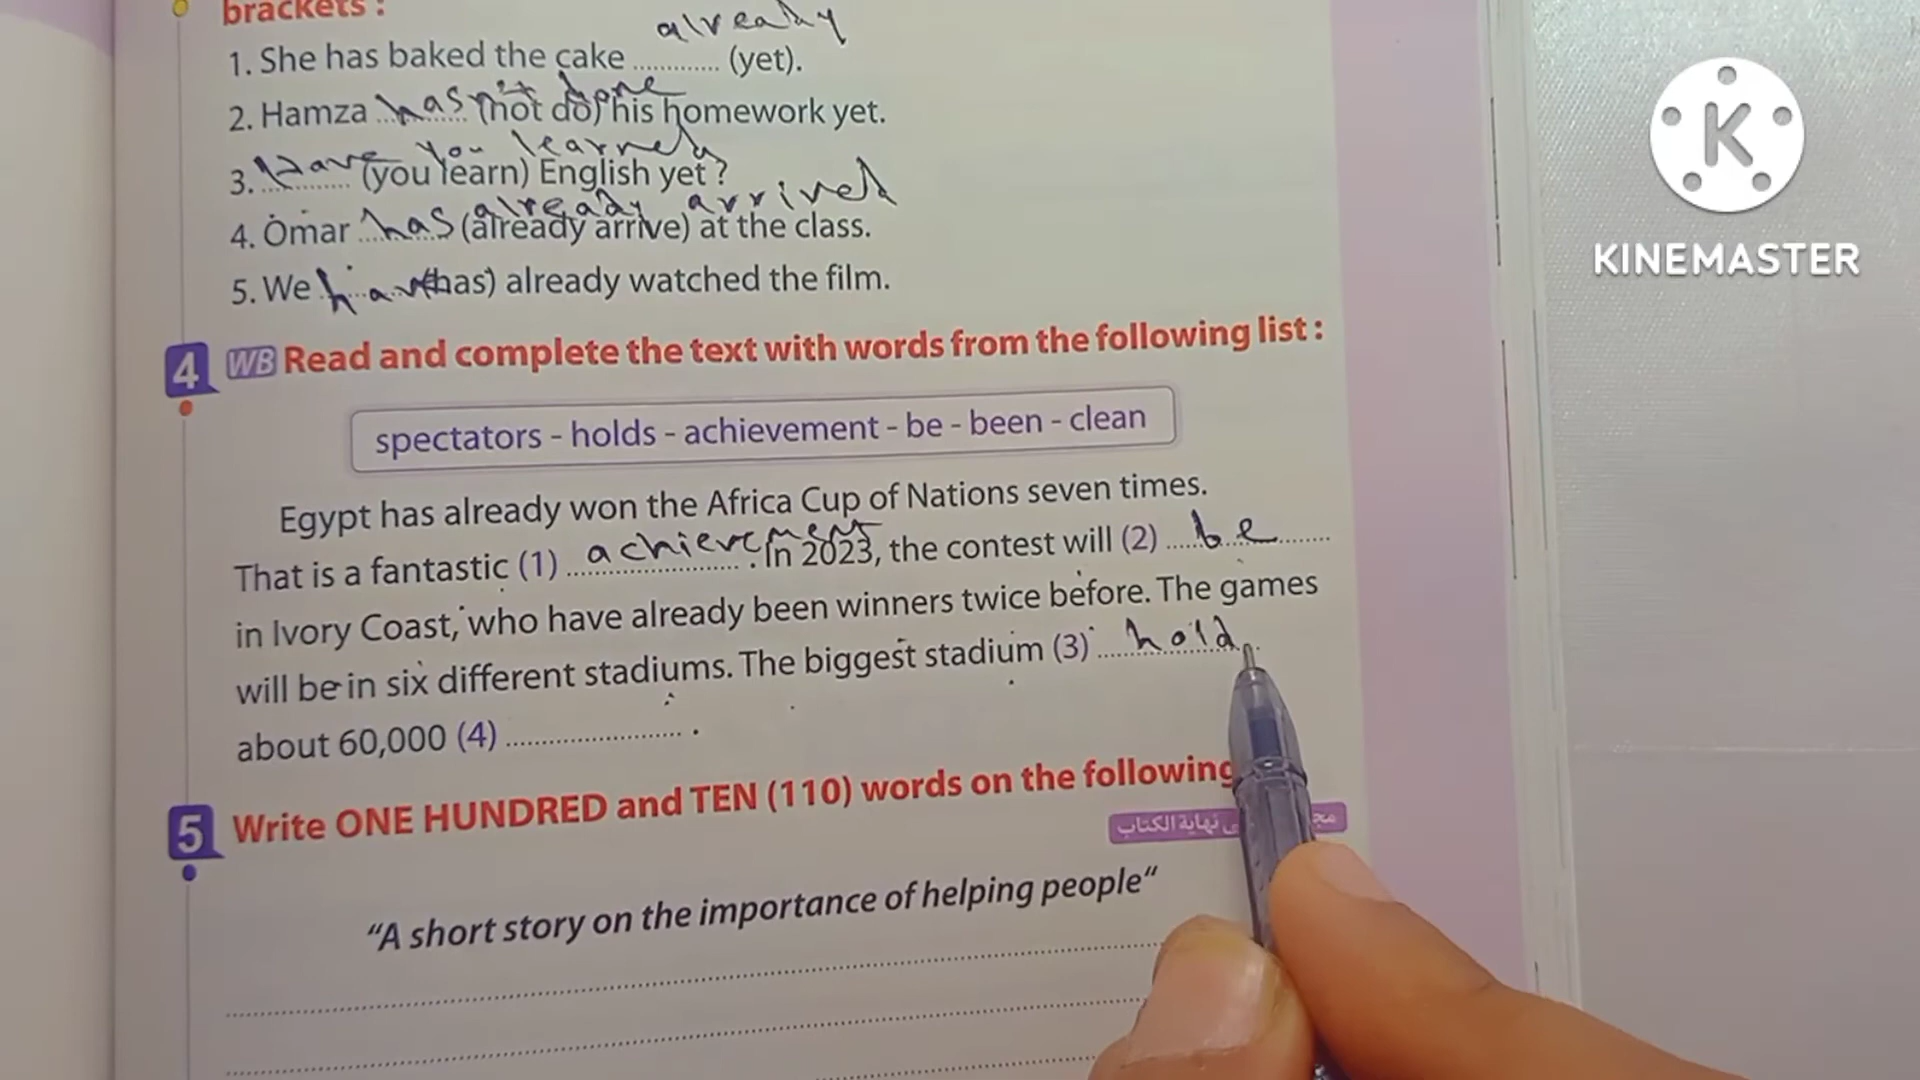 brackets :
already
1. She has baked the cake ............ (yet).
hasn't done
2. Hamza ............ (not do) his homework yet.
Have you learned
3. ............ (you learn) English yet ?
has already arrived
4. Omar ............ (already arrive) at the class.
5. We ............ (has) already watched the film.
4 WB Read and complete the text with words from the following list :
spectators - holds - achievement - be - been - clean
Egypt has already won the Africa Cup of Nations seven times.
That is a fantastic (1) achievement . In 2023, the contest will (2) be
in Ivory Coast, who have already been winners twice before. The games
will be in six different stadiums. The biggest stadium (3) hold
about 60,000 (4) .................... .
5 Write ONE HUNDRED and TEN (110) words on the following
نهاية الكتاب
"A short story on the importance of helping people"
K
KINEMASTER